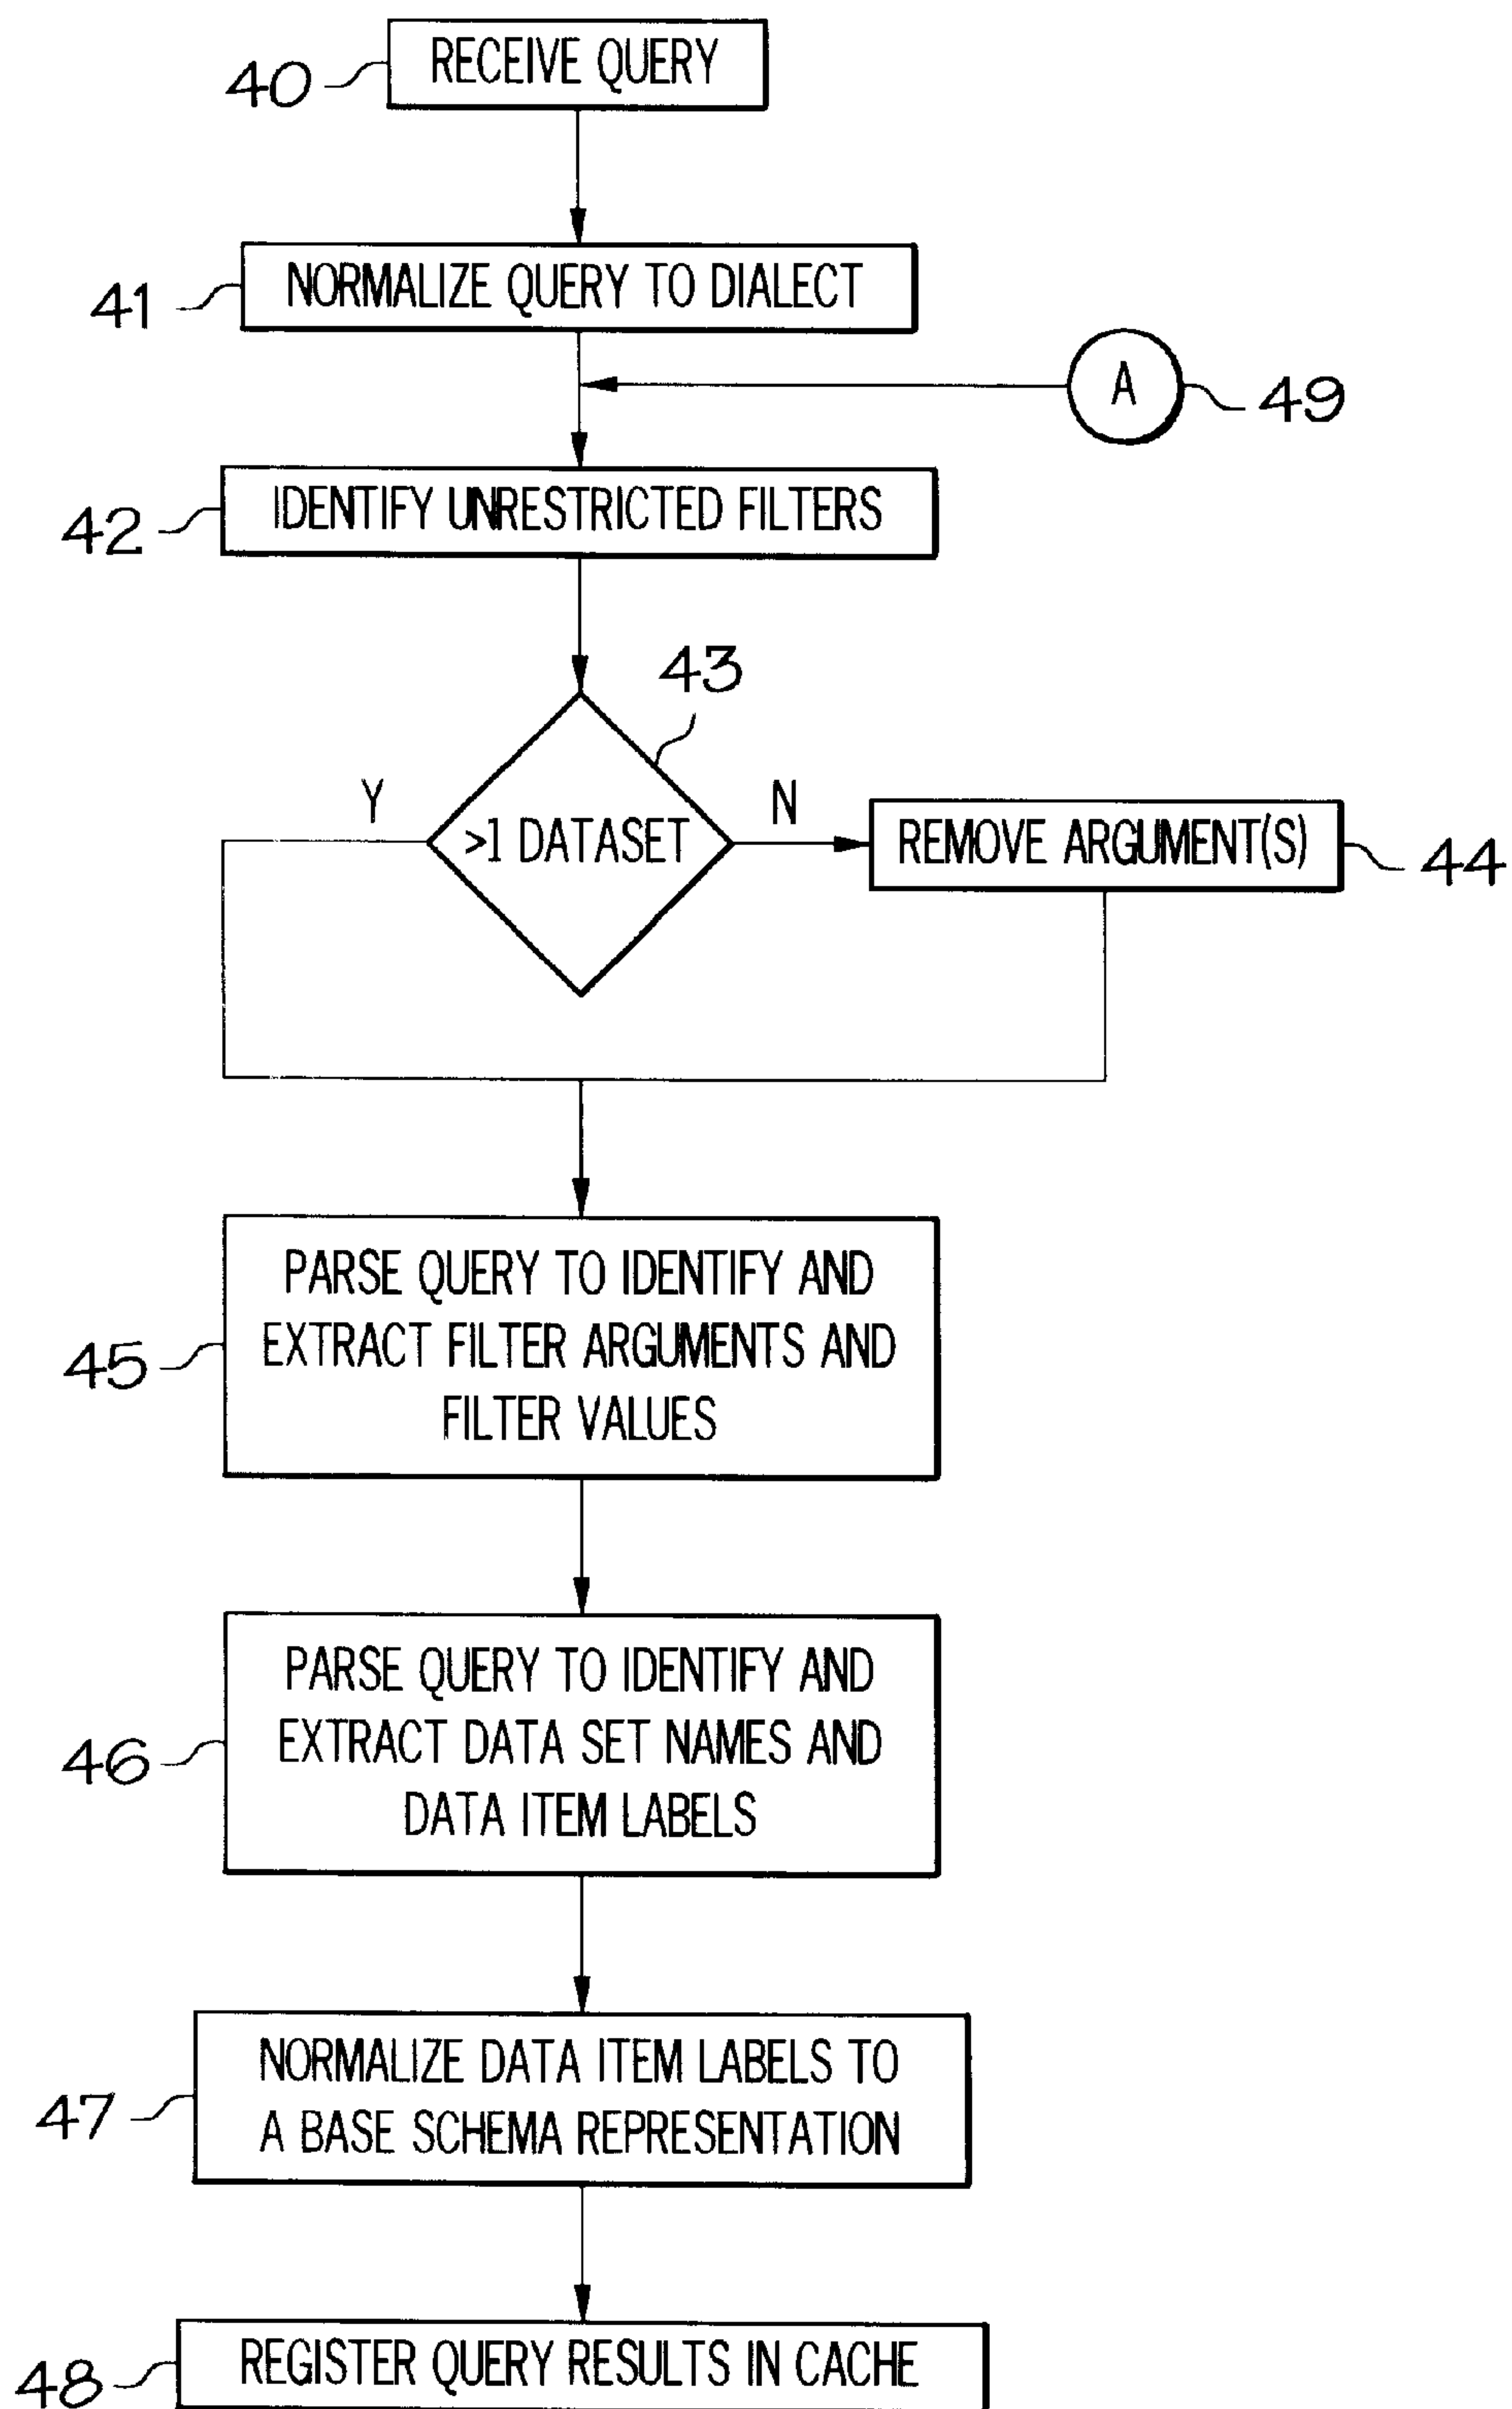 40
RECEIVE QUERY
41
NORMALIZE QUERY TO DIALECT
A
49
42
IDENTIFY UNRESTRICTED FILTERS
43
Y
>1 DATASET
N
REMOVE ARGUMENT(S)
44
45
PARSE QUERY TO IDENTIFY AND
EXTRACT FILTER ARGUMENTS AND
FILTER VALUES
46
PARSE QUERY TO IDENTIFY AND
EXTRACT DATA SET NAMES AND
DATA ITEM LABELS
47
NORMALIZE DATA ITEM LABELS TO
A BASE SCHEMA REPRESENTATION
48
REGISTER QUERY RESULTS IN CACHE